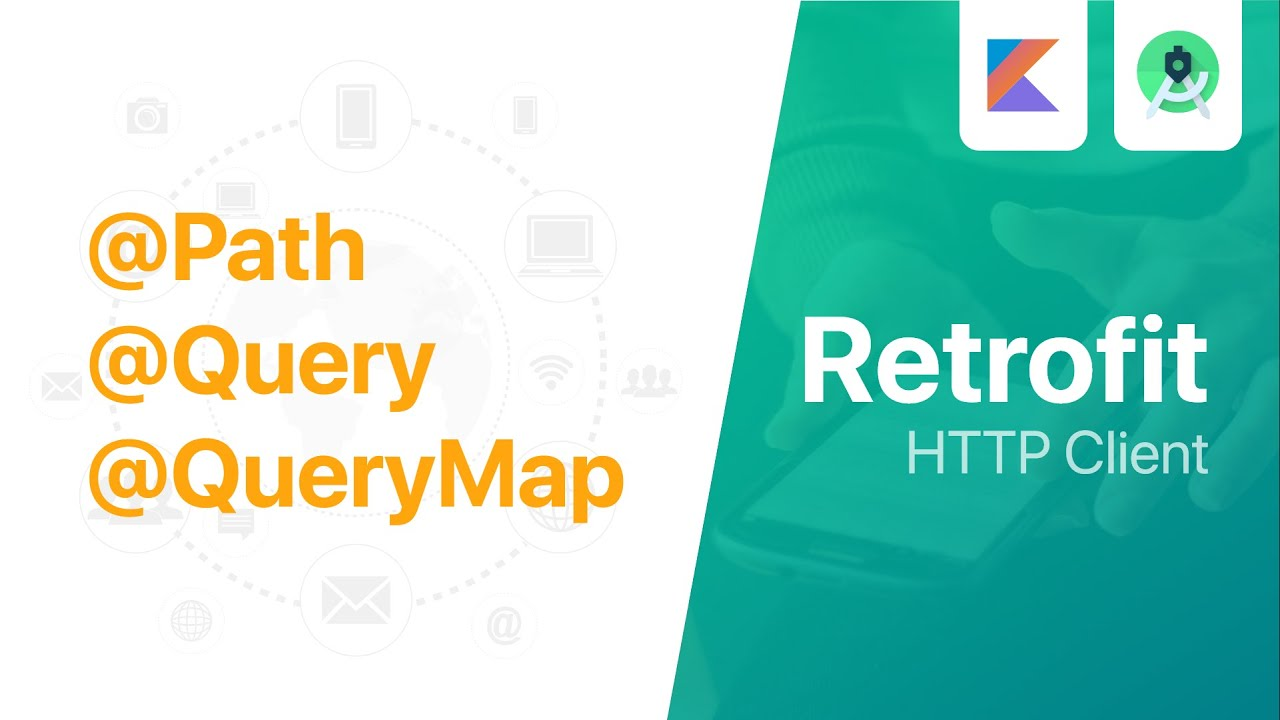 @Path
@Query
@QueryMap
Retrofit
HTTP Client